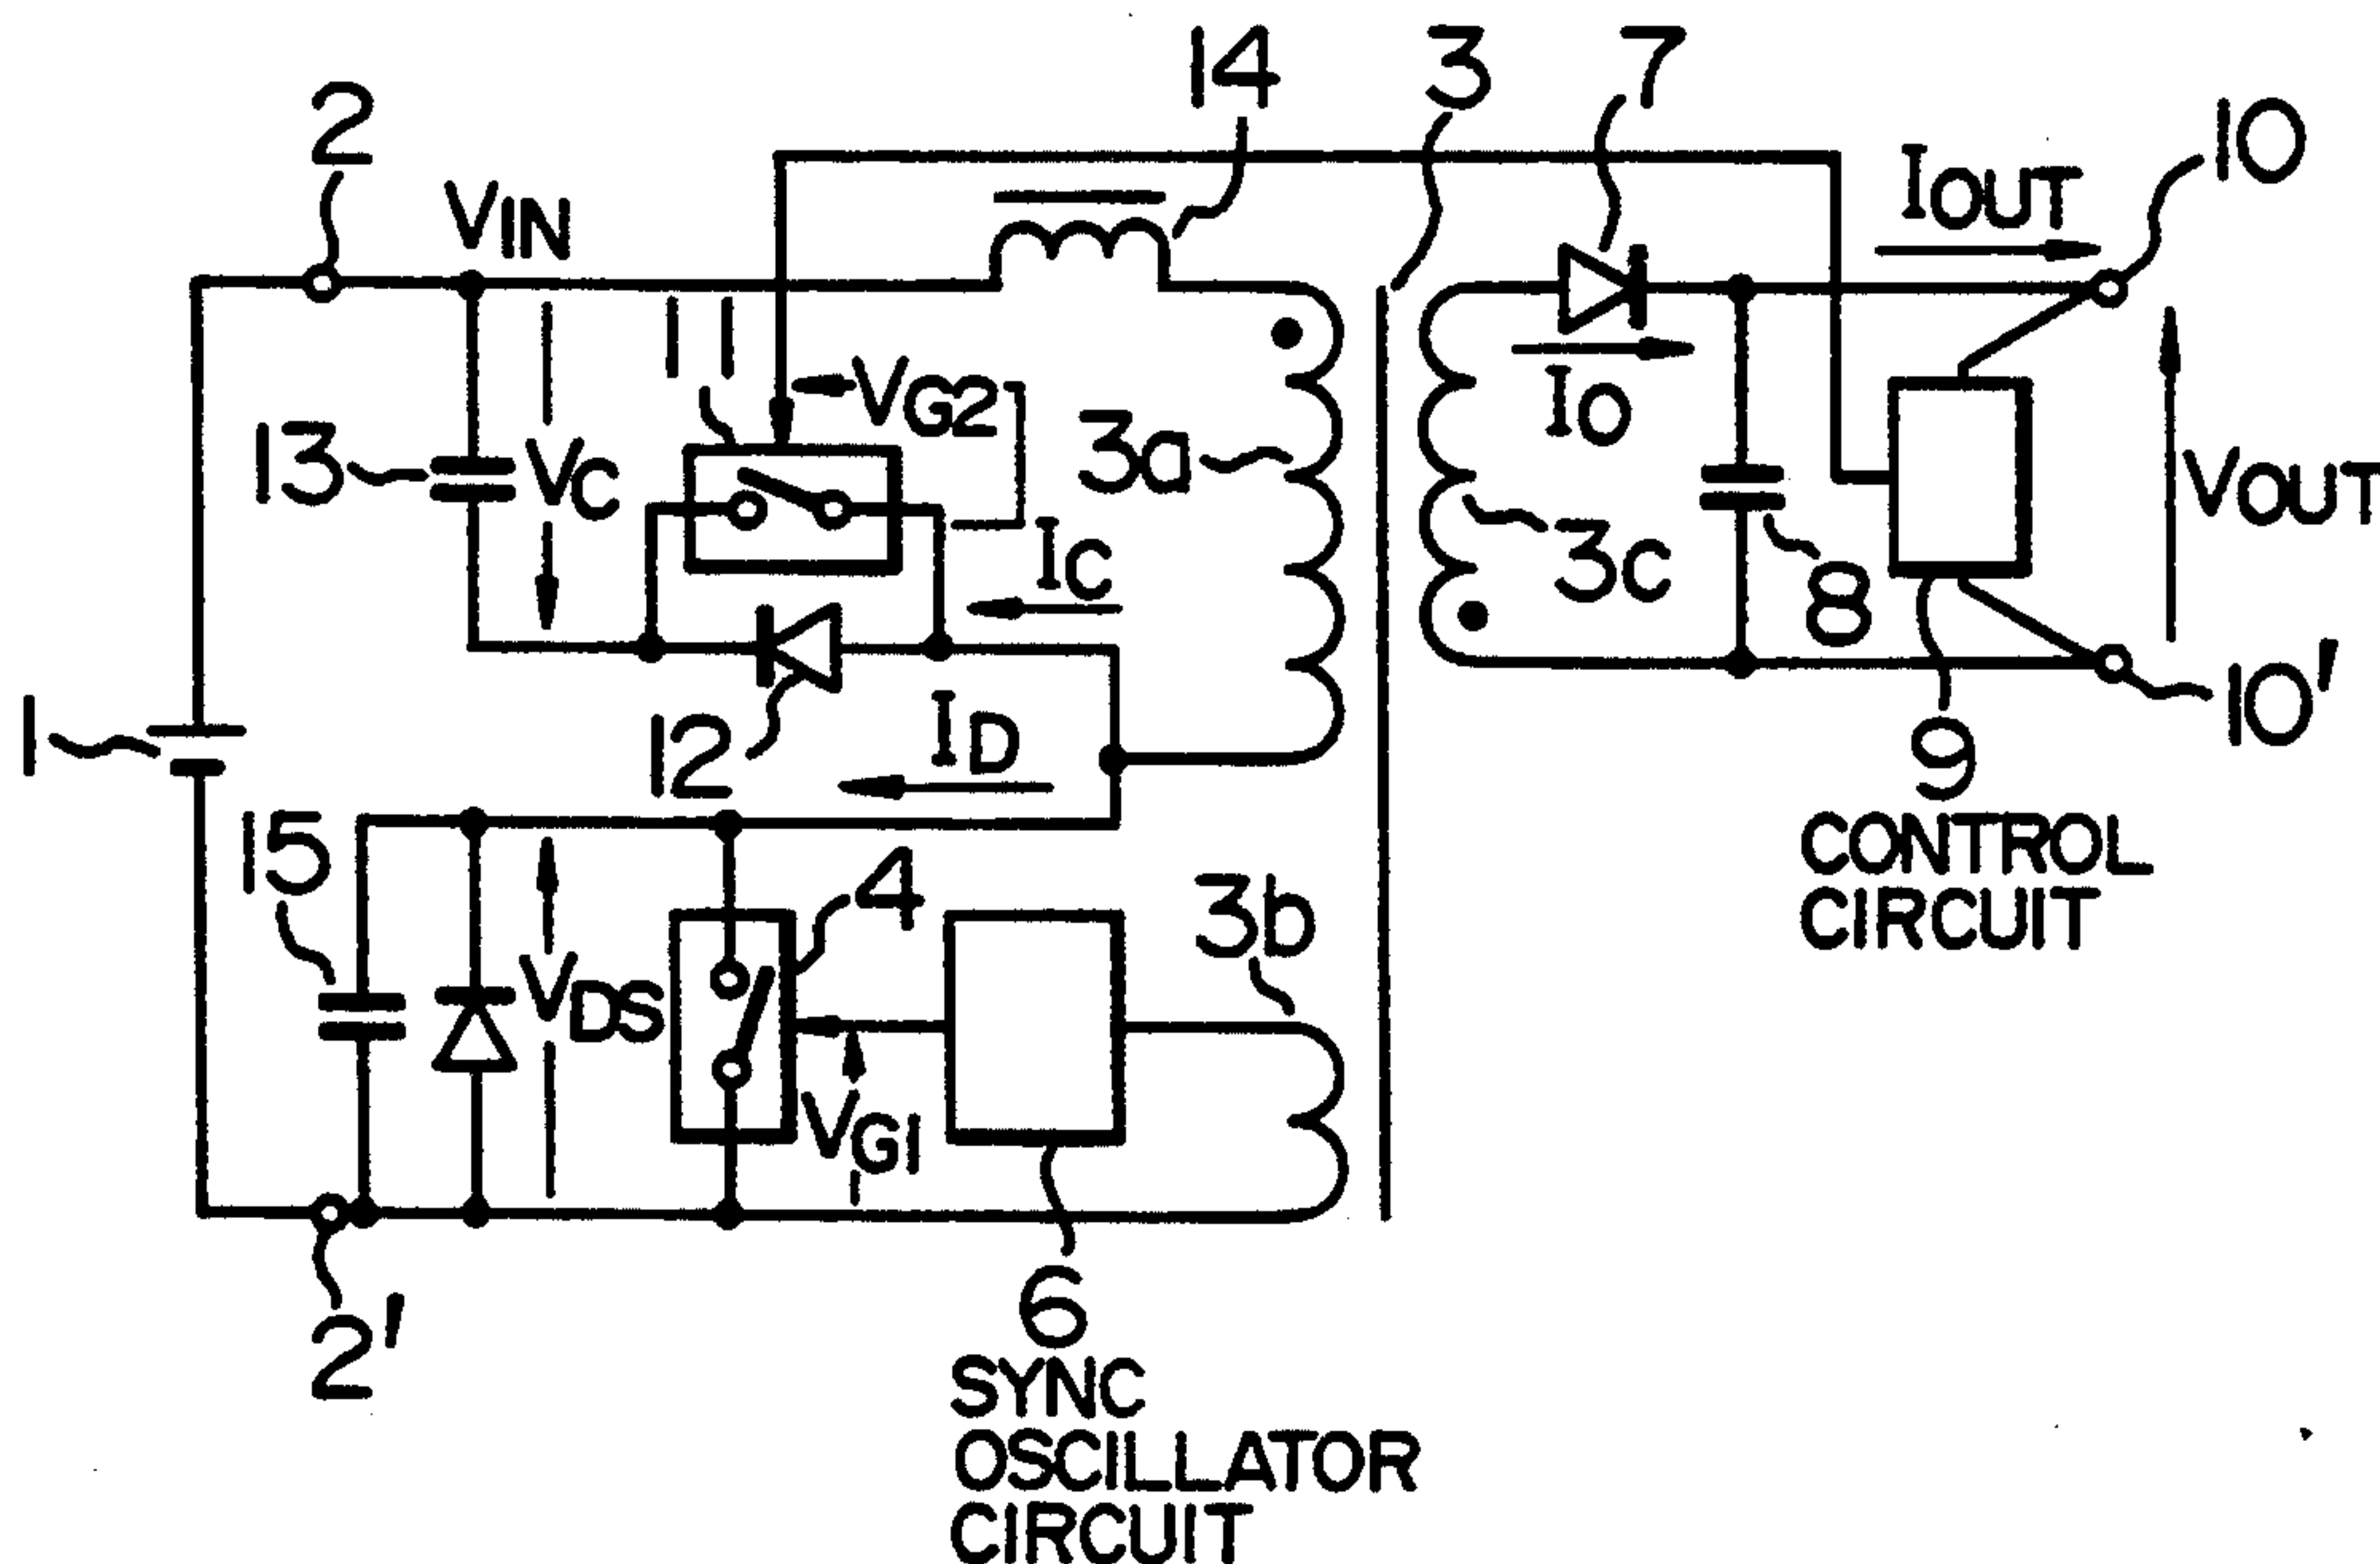 14
3
7
2
10
VIN
IOUT
11
VG2
13
VC
3a
IO
VOUT
IC
3c
8
1
12
ID
10'
9
CONTROL
CIRCUIT
15
4
3b
VDS
VG1
2'
6
SYNC
OSCILLATOR
CIRCUIT